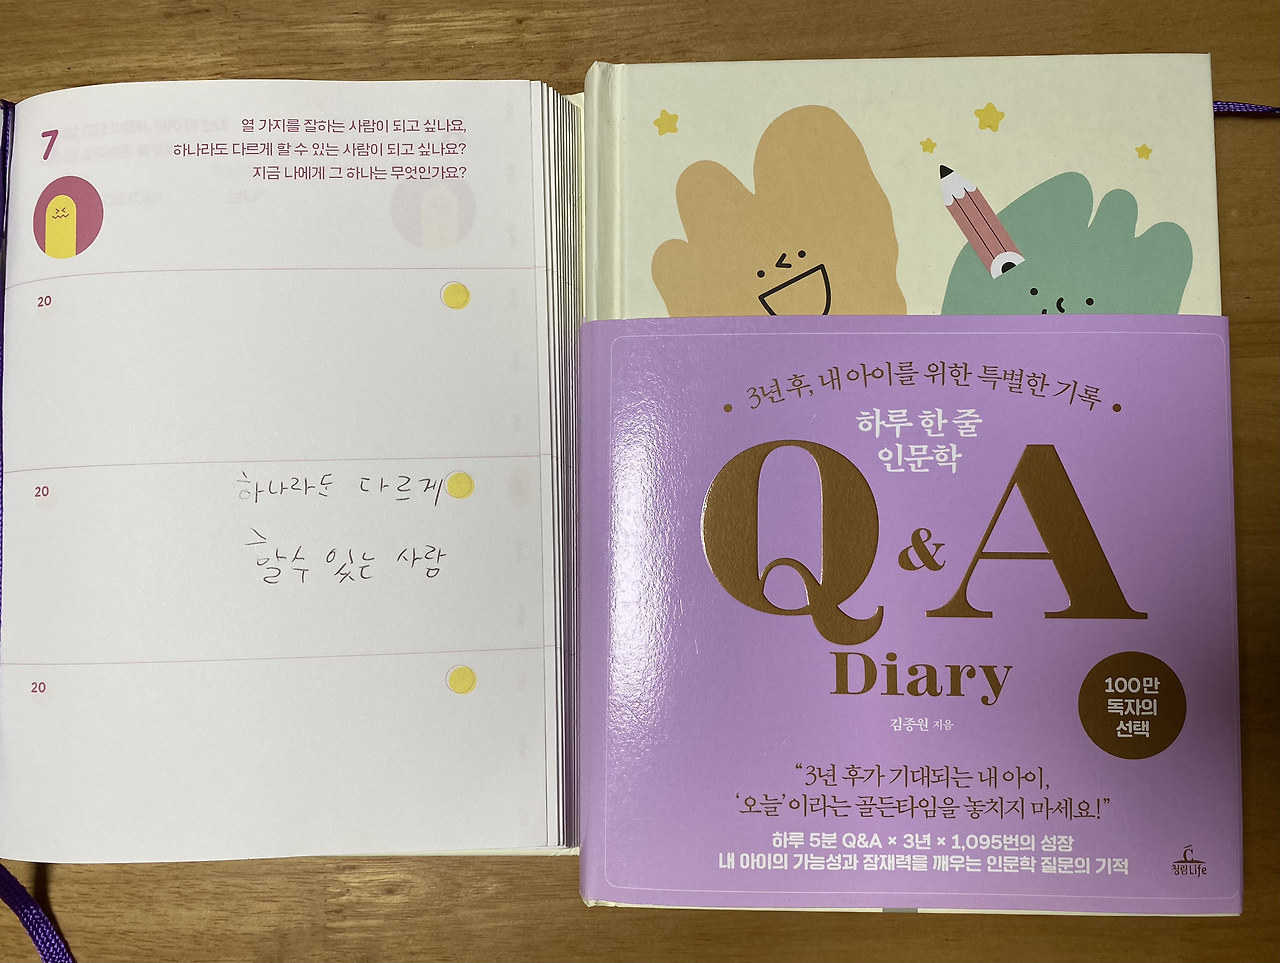 7
열 가지를 잘하는 사람이 되고 싶나요,
하나라도 다르게 할 수 있는 사람이 되고 싶나요?
지금 나에게 그 하나는 무엇인가요?
20
20
하나라도 다르게
할수 있는 사람
20
3년 후, 내 아이를 위한 특별한 기록
하루 한 줄
인문학
Q & A
Diary
김종원 지음
100만
독자의
선택
“3년 후가 기대되는 내 아이,
‘오늘’이라는 골든타임을 놓치지 마세요!”
하루 5분 Q&A × 3년 × 1,095번의 성장
내 아이의 가능성과 잠재력을 깨우는 인문학 질문의 기적
청림Life